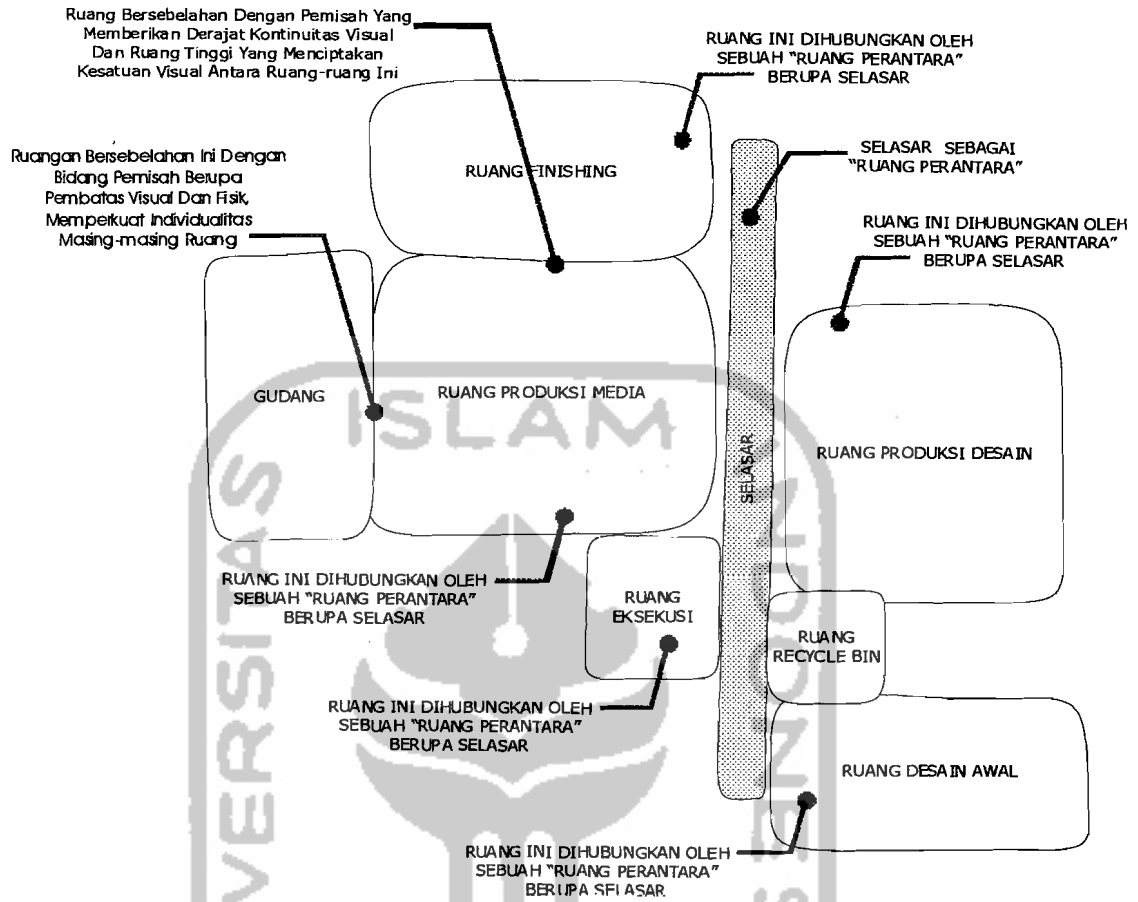 Ruang Bersebelahan Dengan Pemisah Yang
Memberikan Derajat Kontinuitas Visual
Dan Ruang Tinggi Yang Menciptakan
Kesatuan Visual Antara Ruang-ruang Ini
RUANG INI DIHUBUNGKAN OLEH
SEBUAH "RUANG PERANTARA"
BERUPA SELASAR
Ruangan Bersebelahan Ini Dengan
Bidang Pemisah Berupa
Pembatas Visual Dan Fisik,
Memperkuat Individualitas
Masing-masing Ruang
RUANG FINISHING
SELASAR SEBAGAI
"RUANG PERANTARA"
RUANG INI DIHUBUNGKAN OLEH
SEBUAH "RUANG PERANTARA"
BERUPA SELASAR
GUDANG
RUANG PRODUKSI MEDIA
SELASAR
RUANG PRODUKSI DESAIN
RUANG INI DIHUBUNGKAN OLEH
SEBUAH "RUANG PERANTARA"
BERUPA SELASAR
RUANG
EKSEKUSI
RUANG
RECYCLE BIN
RUANG INI DIHUBUNGKAN OLEH
SEBUAH "RUANG PERANTARA"
BERUPA SELASAR
RUANG DESAIN AWAL
RUANG INI DIHUBUNGKAN OLEH
SEBUAH "RUANG PERANTARA"
BERUPA SELASAR
ISLAM
VERSITAS